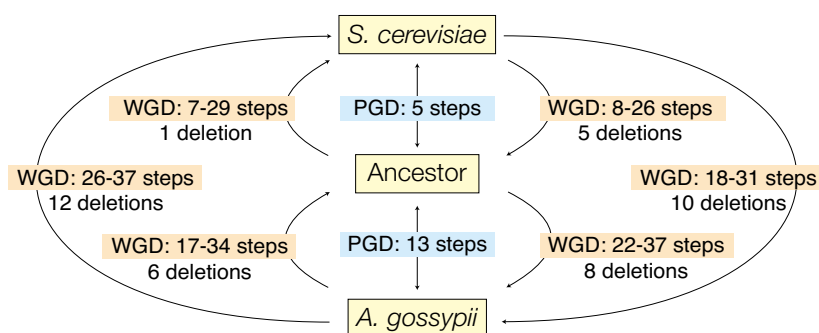 S. cerevisiae
WGD: 7-29 steps
1 deletion
PGD: 5 steps
WGD: 8-26 steps
5 deletions
WGD: 26-37 steps
12 deletions
Ancestor
WGD: 18-31 steps
10 deletions
WGD: 17-34 steps
6 deletions
PGD: 13 steps
WGD: 22-37 steps
8 deletions
A. gossypii